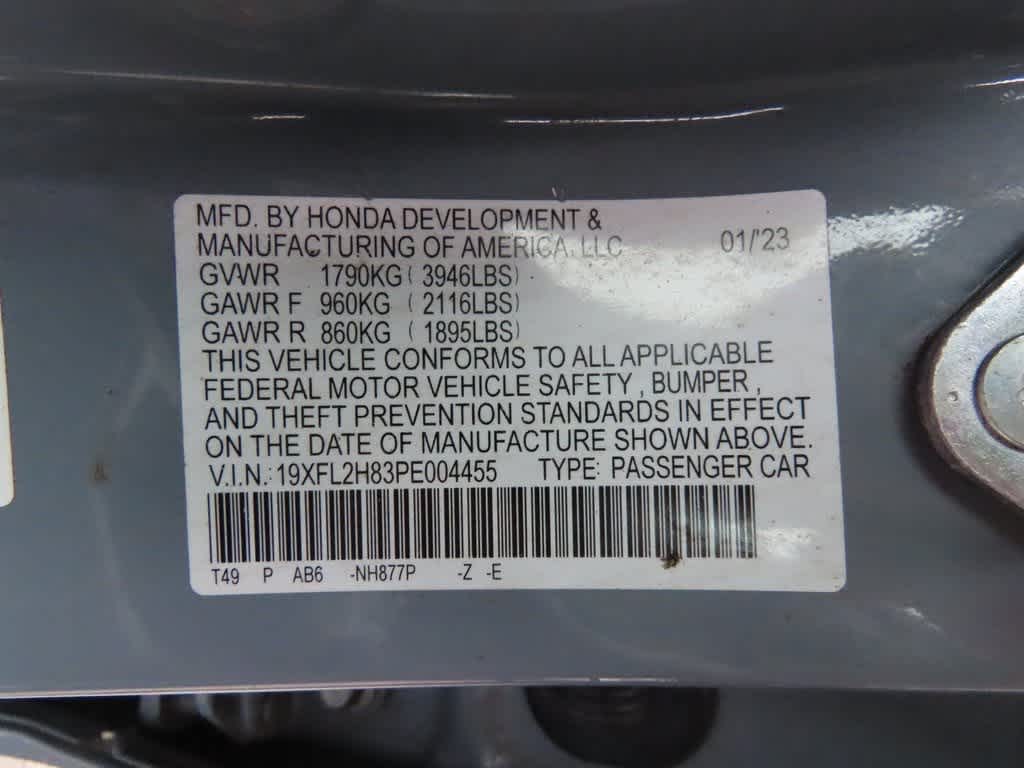 MFD. BY HONDA DEVELOPMENT &
MANUFACTURING OF AMERICA, LLC 01/'23
GVWR 1790KG ( 3946LBS)
GAWR F 960KG ( 2116LBS)
GAWR R 860KG ( 1895LBS)
THIS VEHICLE CONFORMS TO ALL APPLICABLE
FEDERAL MOTOR VEHICLE SAFETY , BUMPER ,
AND THEFT PREVENTION STANDARDS IN EFFECT
ON THE DATE OF MANUFACTURE SHOWN ABOVE.
V.I.N.: 19XFL2H83PE004455 TYPE: PASSENGER CAR
T49 P AB6 -NH877P -Z -E